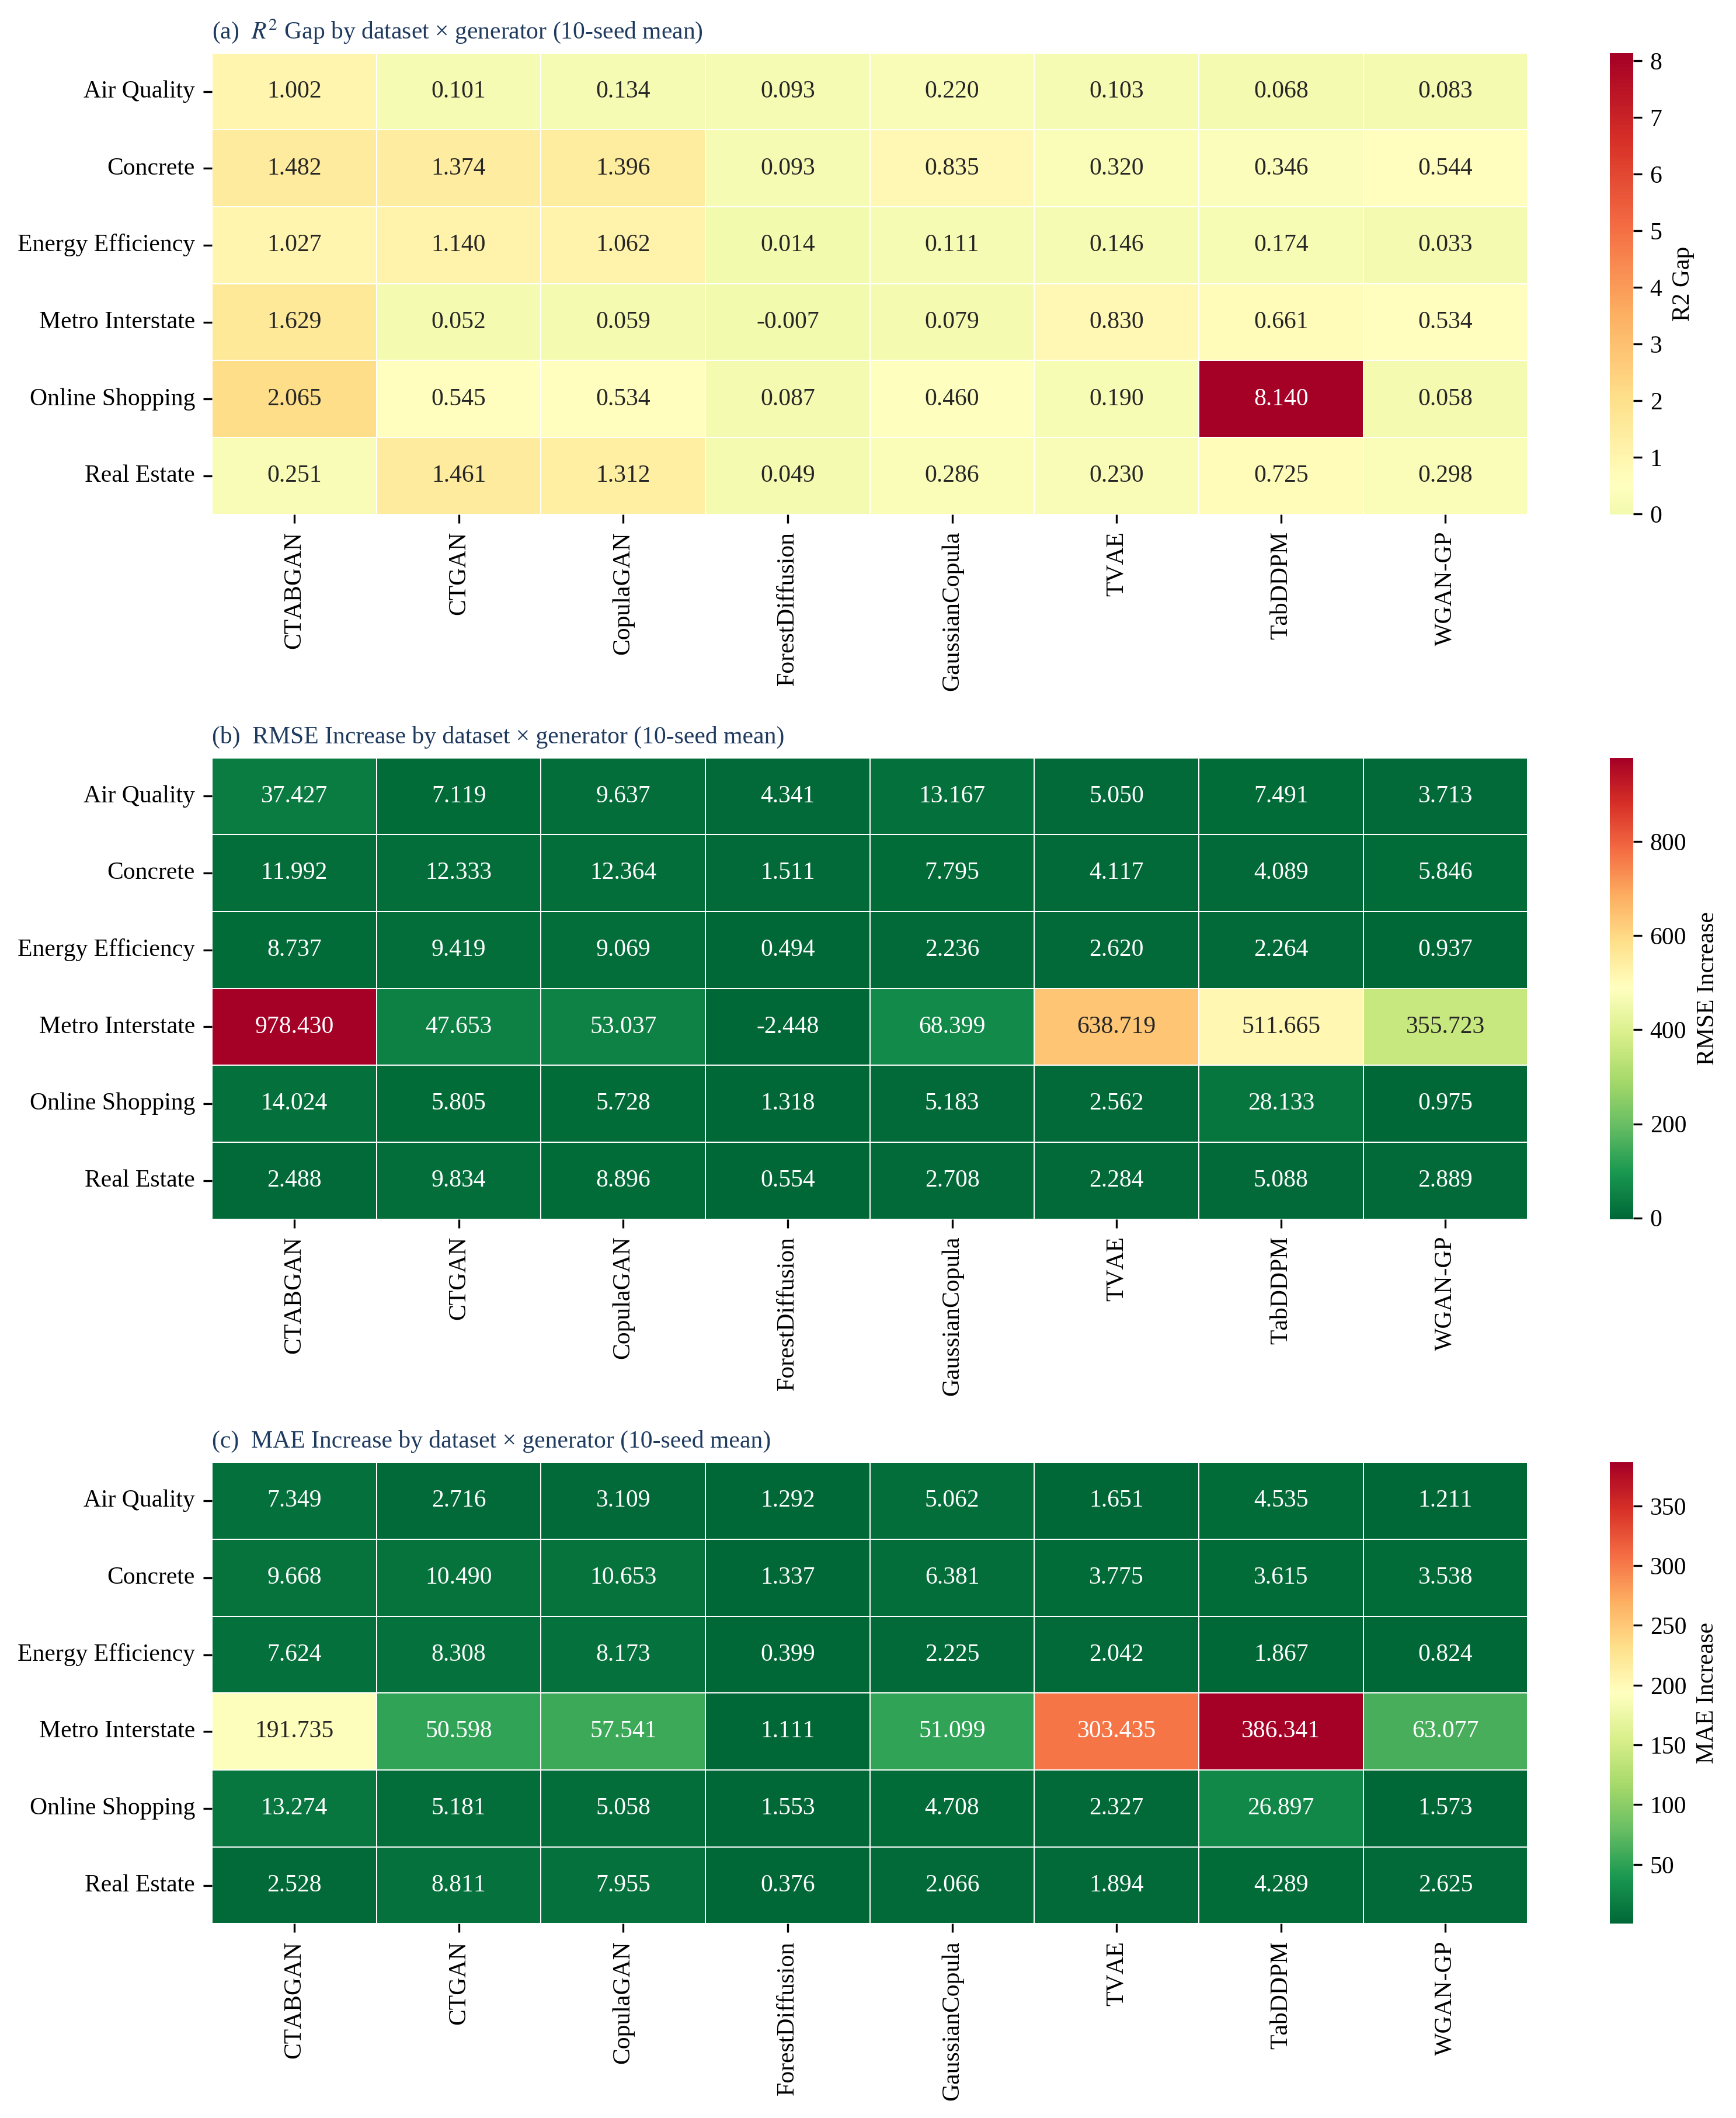 (a) R² Gap by dataset × generator (10-seed mean)
Air Quality 1.002 0.101 0.134 0.093 0.220 0.103 0.068 0.083
Concrete 1.482 1.374 1.396 0.093 0.835 0.320 0.346 0.544
Energy Efficiency 1.027 1.140 1.062 0.014 0.111 0.146 0.174 0.033
Metro Interstate 1.629 0.052 0.059 -0.007 0.079 0.830 0.661 0.534
Online Shopping 2.065 0.545 0.534 0.087 0.460 0.190 8.140 0.058
Real Estate 0.251 1.461 1.312 0.049 0.286 0.230 0.725 0.298
CTABGAN CTGAN CopulaGAN ForestDiffusion GaussianCopula TVAE TabDDPM WGAN-GP
8
7
6
5
4
3
2
1
0
R2 Gap
(b) RMSE Increase by dataset × generator (10-seed mean)
Air Quality 37.427 7.119 9.637 4.341 13.167 5.050 7.491 3.713
Concrete 11.992 12.333 12.364 1.511 7.795 4.117 4.089 5.846
Energy Efficiency 8.737 9.419 9.069 0.494 2.236 2.620 2.264 0.937
Metro Interstate 978.430 47.653 53.037 -2.448 68.399 638.719 511.665 355.723
Online Shopping 14.024 5.805 5.728 1.318 5.183 2.562 28.133 0.975
Real Estate 2.488 9.834 8.896 0.554 2.708 2.284 5.088 2.889
CTABGAN CTGAN CopulaGAN ForestDiffusion GaussianCopula TVAE TabDDPM WGAN-GP
800
600
400
200
0
RMSE Increase
(c) MAE Increase by dataset × generator (10-seed mean)
Air Quality 7.349 2.716 3.109 1.292 5.062 1.651 4.535 1.211
Concrete 9.668 10.490 10.653 1.337 6.381 3.775 3.615 3.538
Energy Efficiency 7.624 8.308 8.173 0.399 2.225 2.042 1.867 0.824
Metro Interstate 191.735 50.598 57.541 1.111 51.099 303.435 386.341 63.077
Online Shopping 13.274 5.181 5.058 1.553 4.708 2.327 26.897 1.573
Real Estate 2.528 8.811 7.955 0.376 2.066 1.894 4.289 2.625
CTABGAN CTGAN CopulaGAN ForestDiffusion GaussianCopula TVAE TabDDPM WGAN-GP
350
300
250
200
150
100
50
MAE Increase